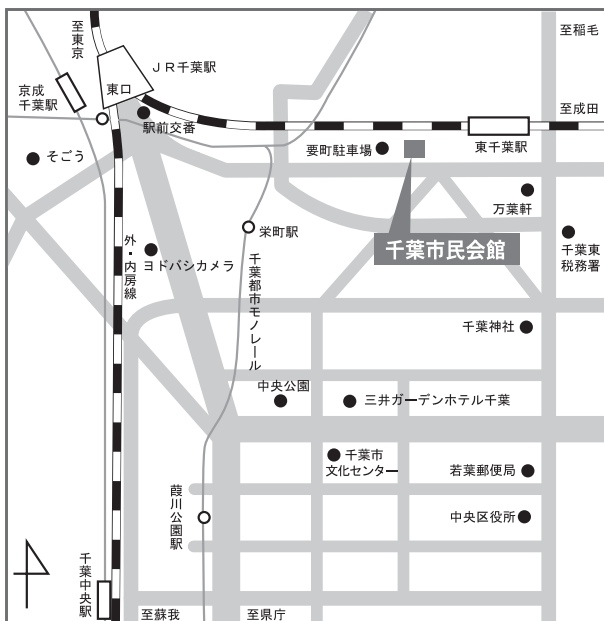 至東京
至稲毛
JR千葉駅
京成
千葉駅
東口
至成田
駅前交番
そごう
要町駐車場
東千葉駅
万葉軒
栄町駅
千葉市民会館
千葉東
税務署
外・内房線
ヨドバシカメラ
千葉都市モノレール
千葉神社
中央公園
三井ガーデンホテル千葉
千葉市
文化センター
若葉郵便局
葭川公園駅
中央区役所
千葉中央駅
至蘇我
至県庁